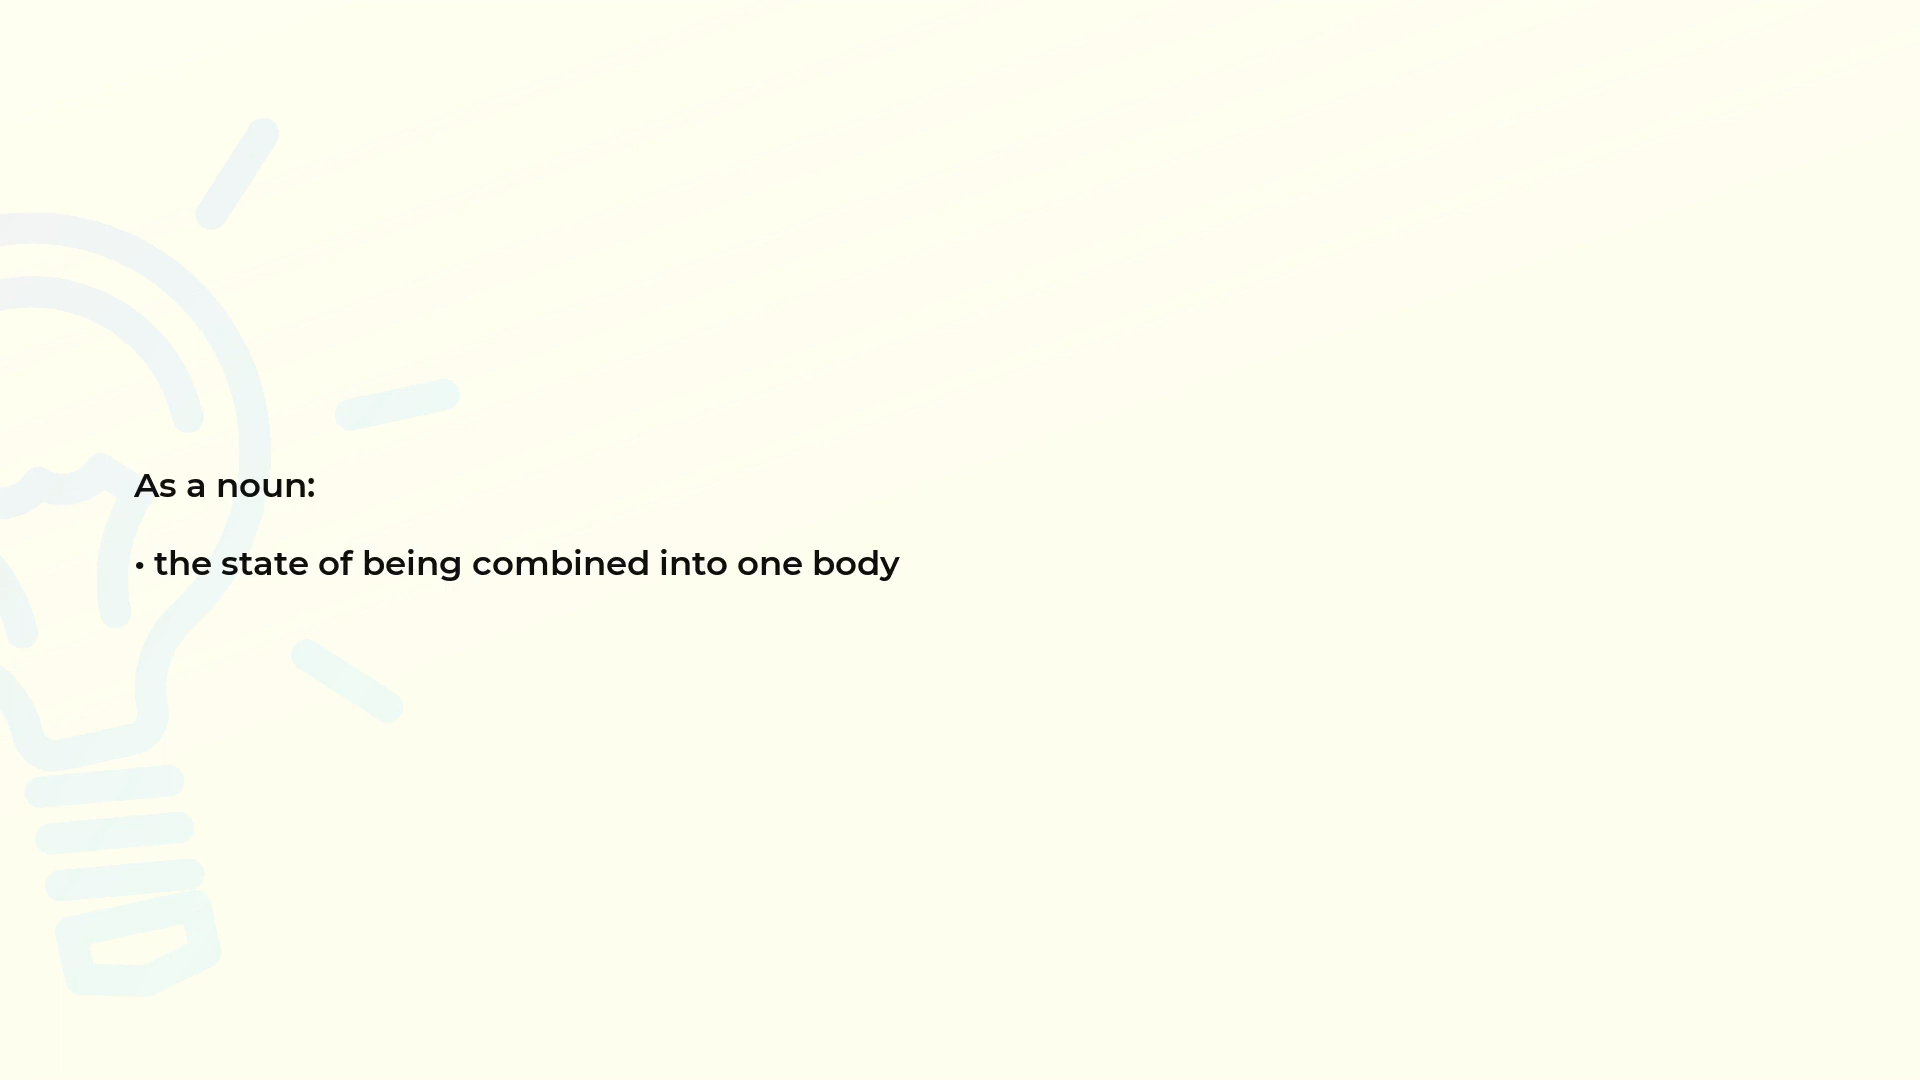 As a noun:
• the state of being combined into one body